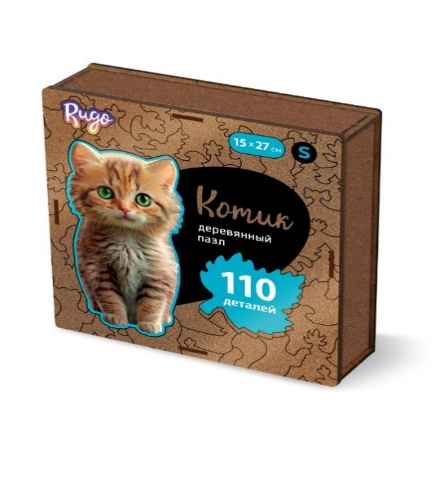 Rugo
15 × 27 см
S
Котик
деревянный
пазл
110
деталей